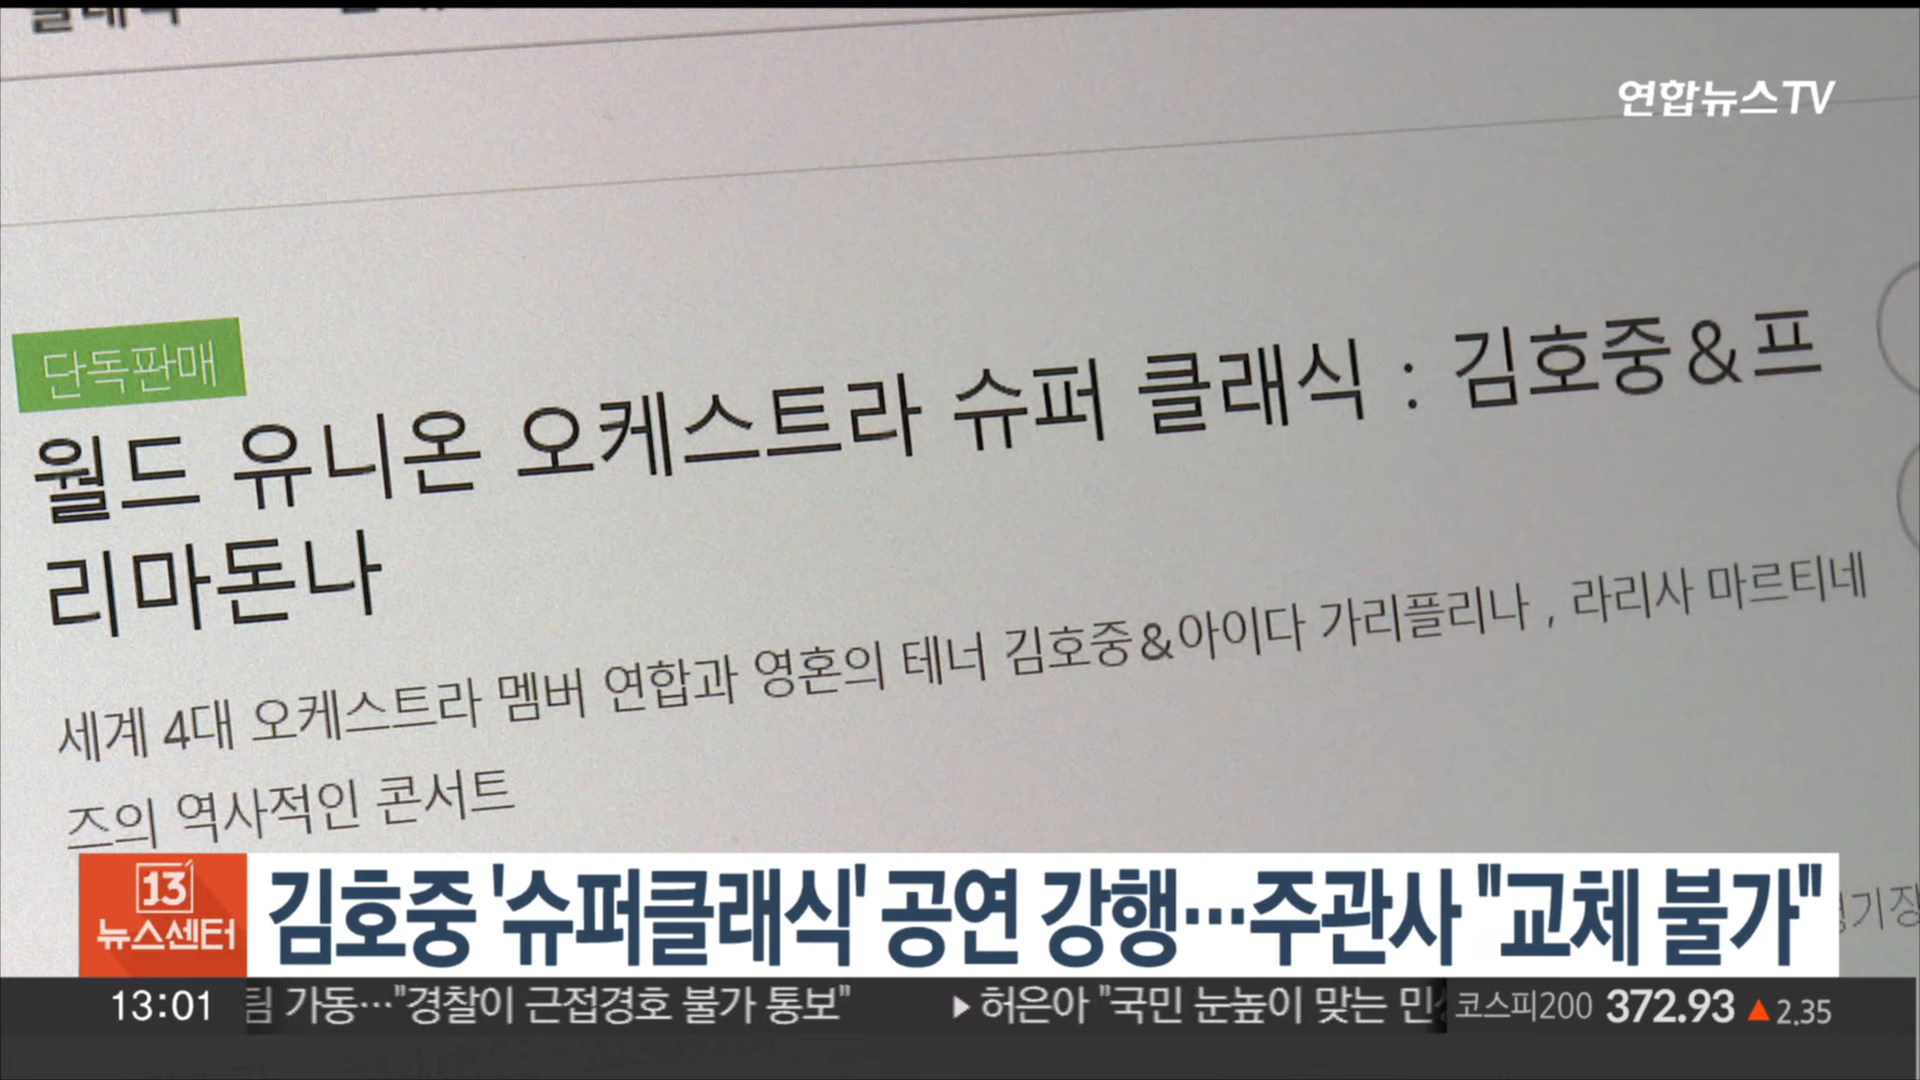 연합뉴스TV
단독판매
월드 유니온 오케스트라 슈퍼 클래식 : 김호중&프
리마돈나
세계 4대 오케스트라 멤버 연합과 영혼의 테너 김호중&아이다 가리플리나 , 라리사 마르티네
즈의 역사적인 콘서트
13
뉴스센터
김호중 '슈퍼클래식' 공연 강행…주관사 "교체 불가"
13:01
팀 가동…"경찰이 근접경호 불가 통보" ▶허은아 "국민 눈높이 맞는
코스피200 372.93 ▲2.35